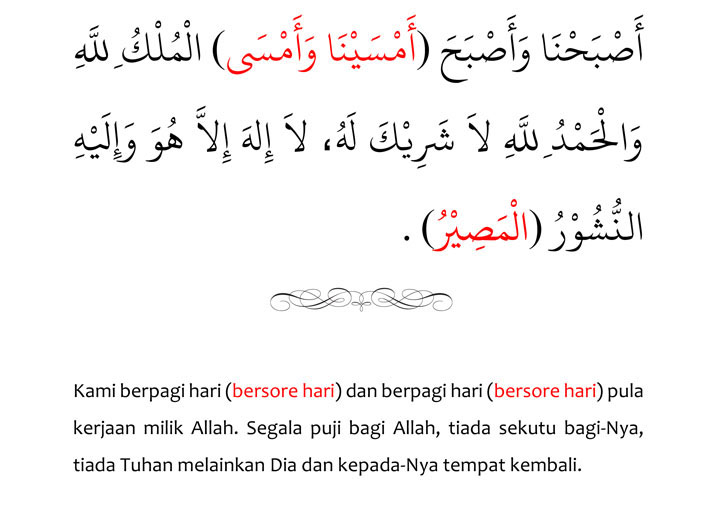 أَصْبَحْنَا وَأَصْبَحَ (أَمْسَيْنَا وَأَمْسَى) الْمُلْكُ لِلَّهِ
وَالْحَمْدُ لِلَّهِ لاَ شَرِيْكَ لَهُ، لاَ إِلهَ إِلاَّ هُوَ وَإِلَيْهِ
النُّشُوْرُ (الْمَصِيْرُ) .
Kami berpagi hari (bersore hari) dan berpagi hari (bersore hari) pula
kerjaan milik Allah. Segala puji bagi Allah, tiada sekutu bagi-Nya,
tiada Tuhan melainkan Dia dan kepada-Nya tempat kembali.